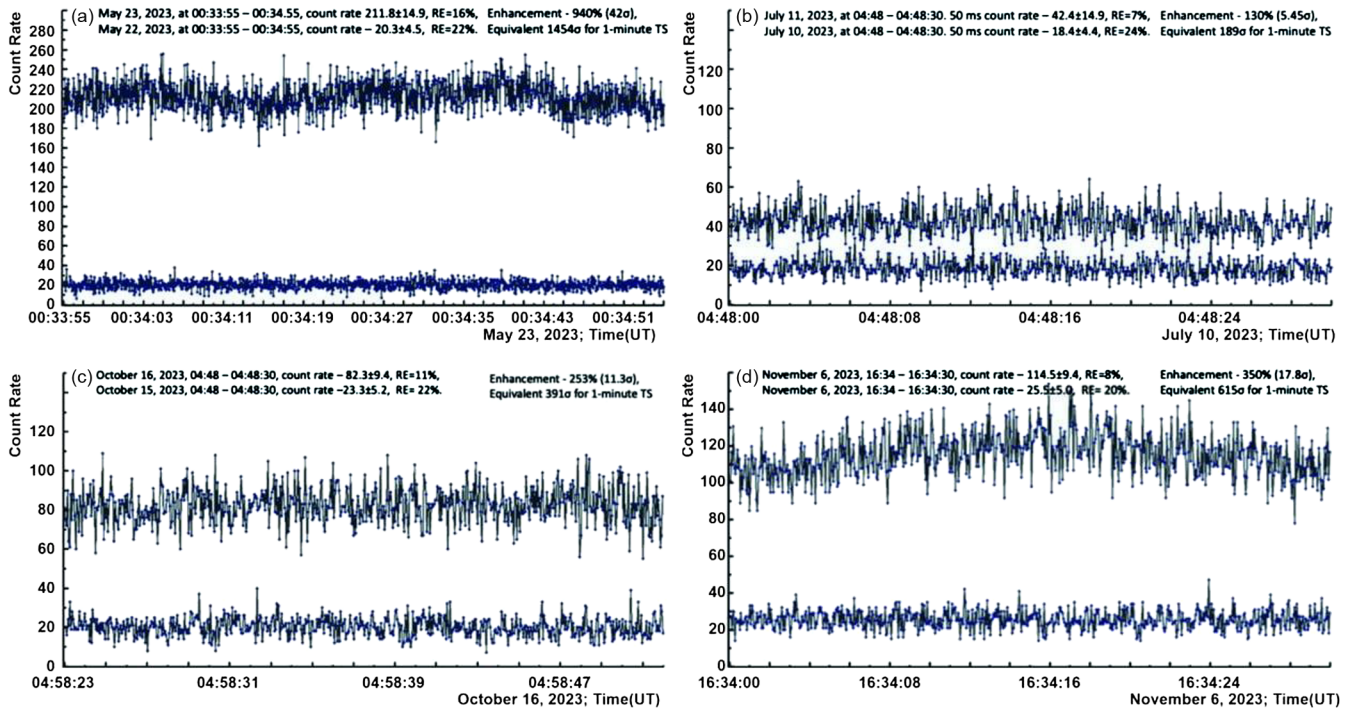 (a) May 23, 2023, at 00:33:55 – 00:34.55, count rate 211.8±14.9, RE=16%, Enhancement - 940% (42σ),
May 22, 2023, at 00:33:55 – 00:34:55, count rate – 20.3±4.5, RE=22%. Equivalent 1454σ for 1-minute TS
Count Rate
280
260
240
220
200
180
160
140
120
100
80
60
40
20
0
00:33:55 00:34:03 00:34:11 00:34:19 00:34:27 00:34:35 00:34:43 00:34:51
May 23, 2023; Time(UT)
(b) July 11, 2023, at 04:48 – 04:48:30. 50 ms count rate – 42.4±14.9, RE=7%, Enhancement - 130% (5.45σ),
July 10, 2023, at 04:48 – 04:48:30. 50 ms count rate – 18.4±4.4, RE=24%. Equivalent 189σ for 1-minute TS
Count Rate
120
100
80
60
40
20
0
04:48:00 04:48:08 04:48:16 04:48:24
July 10, 2023; Time(UT)
(c) October 16, 2023, 04:48 – 04:48:30, count rate – 82.3±9.4, RE=11%, Enhancement - 253% (11.3σ),
October 15, 2023, 04:48 – 04:48:30, count rate –23.3±5.2, RE= 22%. Equivalent 391σ for 1-minute TS
Count Rate
120
100
80
60
40
20
0
04:58:23 04:58:31 04:58:39 04:58:47
October 16, 2023; Time(UT)
(d) November 6, 2023, 16:34 – 16:34:30, count rate – 114.5±9.4, RE=8%, Enhancement - 350% (17.8σ),
November 6, 2023, 16:34 – 16:34:30, count rate – 25.5±5.0, RE= 20%. Equivalent 615σ for 1-minute TS
Count Rate
140
120
100
80
60
40
20
0
16:34:00 16:34:08 16:34:16 16:34:24
November 6, 2023; Time(UT)